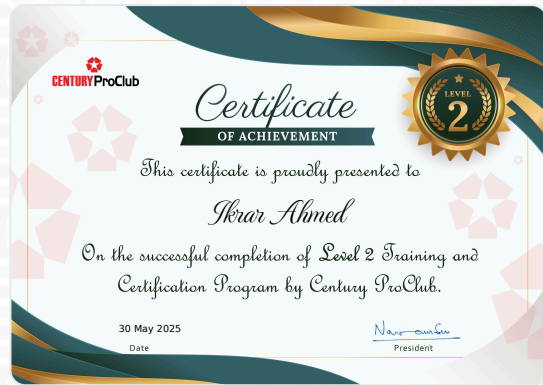 CENTURY ProClub
Certificate
OF ACHIEVEMENT
LEVEL
2
This certificate is proudly presented to
Ikrar Ahmed
On the successful completion of Level 2 Training and
Certification Program by Century ProClub.
30 May 2025
Date
President